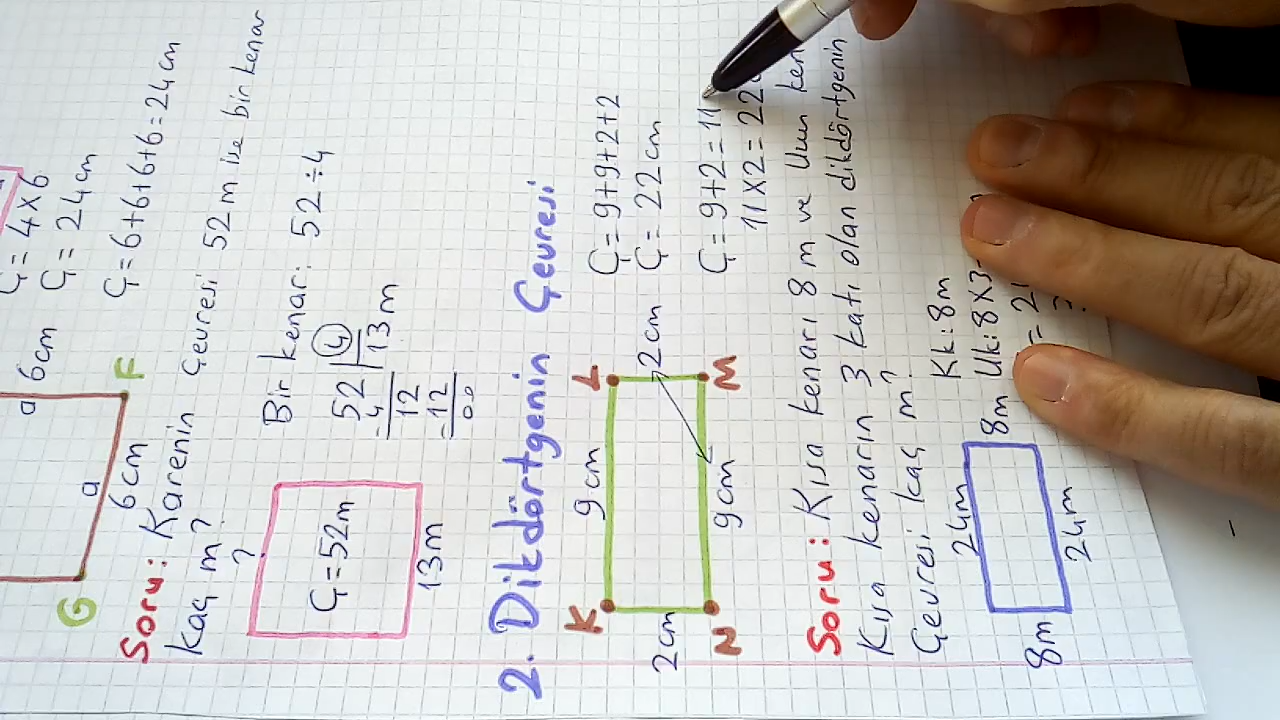 a
6cm
Ç = 4 x 6
Ç = 24 cm
G
a
6cm
F
Ç = 6+6+6+6 = 24 cm
Soru: Karenin Çevresi 52 m ise bir kenar
Kaç m?
?
Ç = 52m
13m
Bir kenar: 52 ÷ 4
52 4
- 4 13 m
12
- 12
00
2. Dikdörtgenin Çevresi
K
9cm
L
2cm
2cm
N
9cm
M
Ç = 9+9+2+2
Ç = 22 cm
Ç = 9+2 = 11
11 x 2 = 22
Soru: Kısa kenarı 8 m ve Uzun
Kısa kenarın 3 katı olan dikdörtgenin
Çevresi kaç m?
24m
8m
8m
24m
Kk: 8m
Uk: 8x3